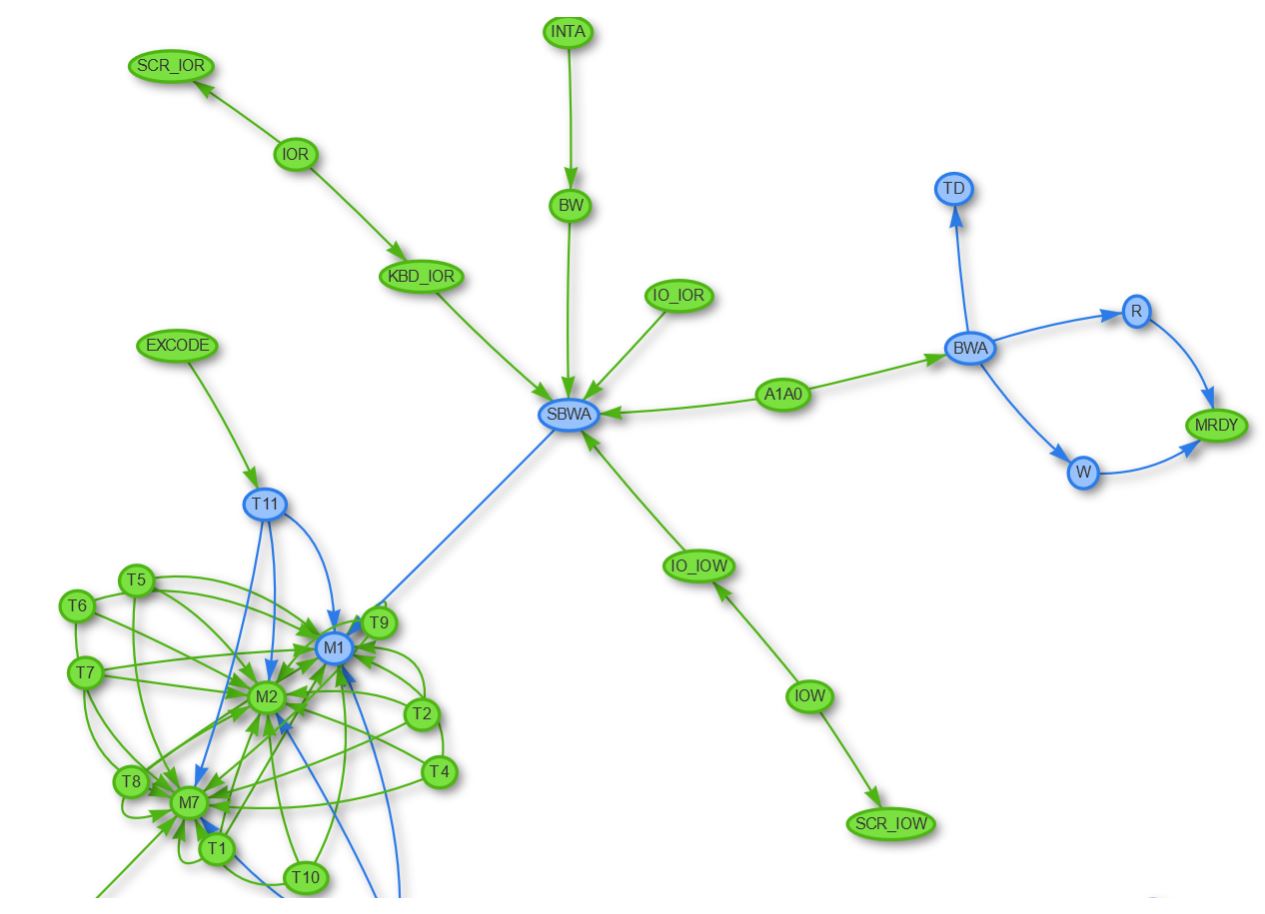 INTA
SCR_IOR
IOR
TD
BW
KBD_IOR
IO_IOR
R
EXCODE
BWA
A1A0
SBWA
MRDY
W
T11
IO_IOW
T5
T6
T9
M1
T7
M2
IOW
T2
T4
T8
M7
SCR_IOW
T1
T10